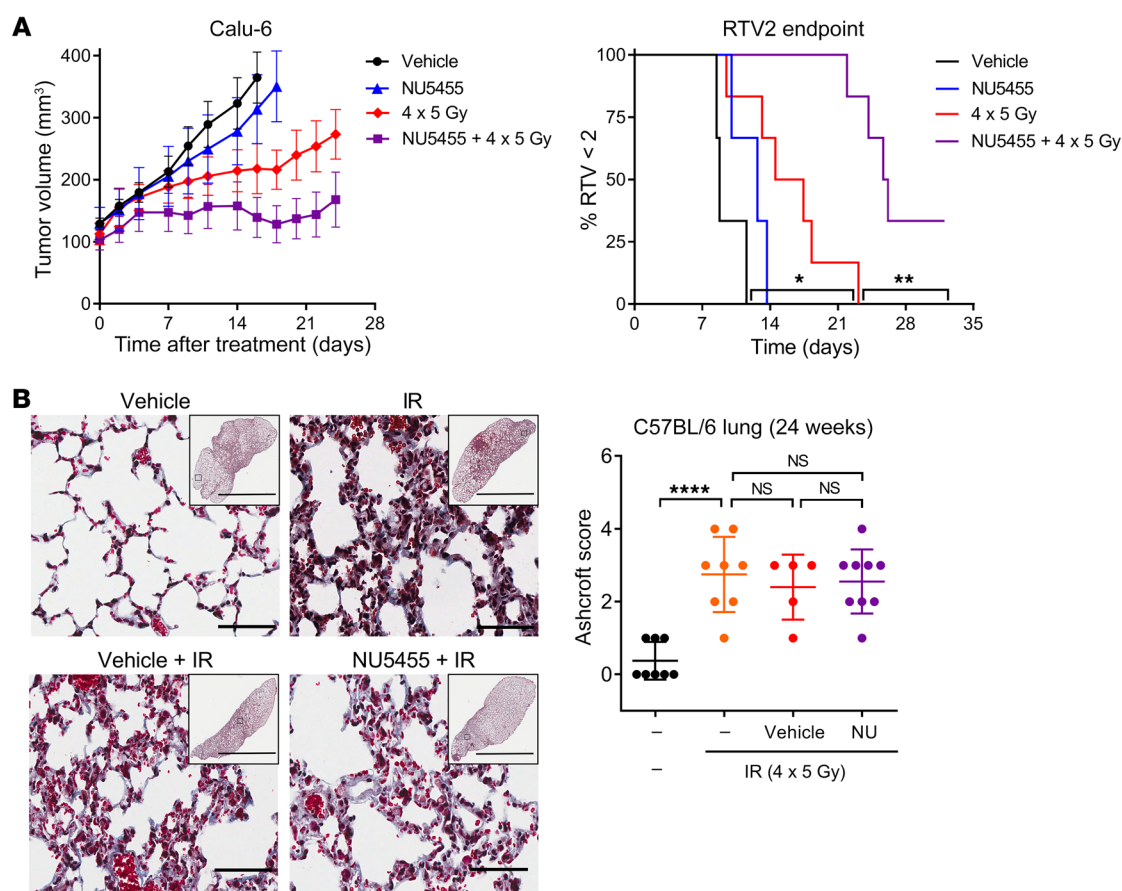 A
Calu-6
Tumor volume (mm³)
400
300
200
100
0
0 7 14 21 28
Time after treatment (days)
Vehicle
NU5455
4 x 5 Gy
NU5455 + 4 x 5 Gy
RTV2 endpoint
% RTV < 2
100
75
50
25
0
* **
0 7 14 21 28 35
Time (days)
Vehicle
NU5455
4 x 5 Gy
NU5455 + 4 x 5 Gy
B
Vehicle
IR
Vehicle + IR
NU5455 + IR
C57BL/6 lung (24 weeks)
Ashcroft score
6
4
2
0
NS
**** NS NS
– – Vehicle NU
– IR (4 x 5 Gy)